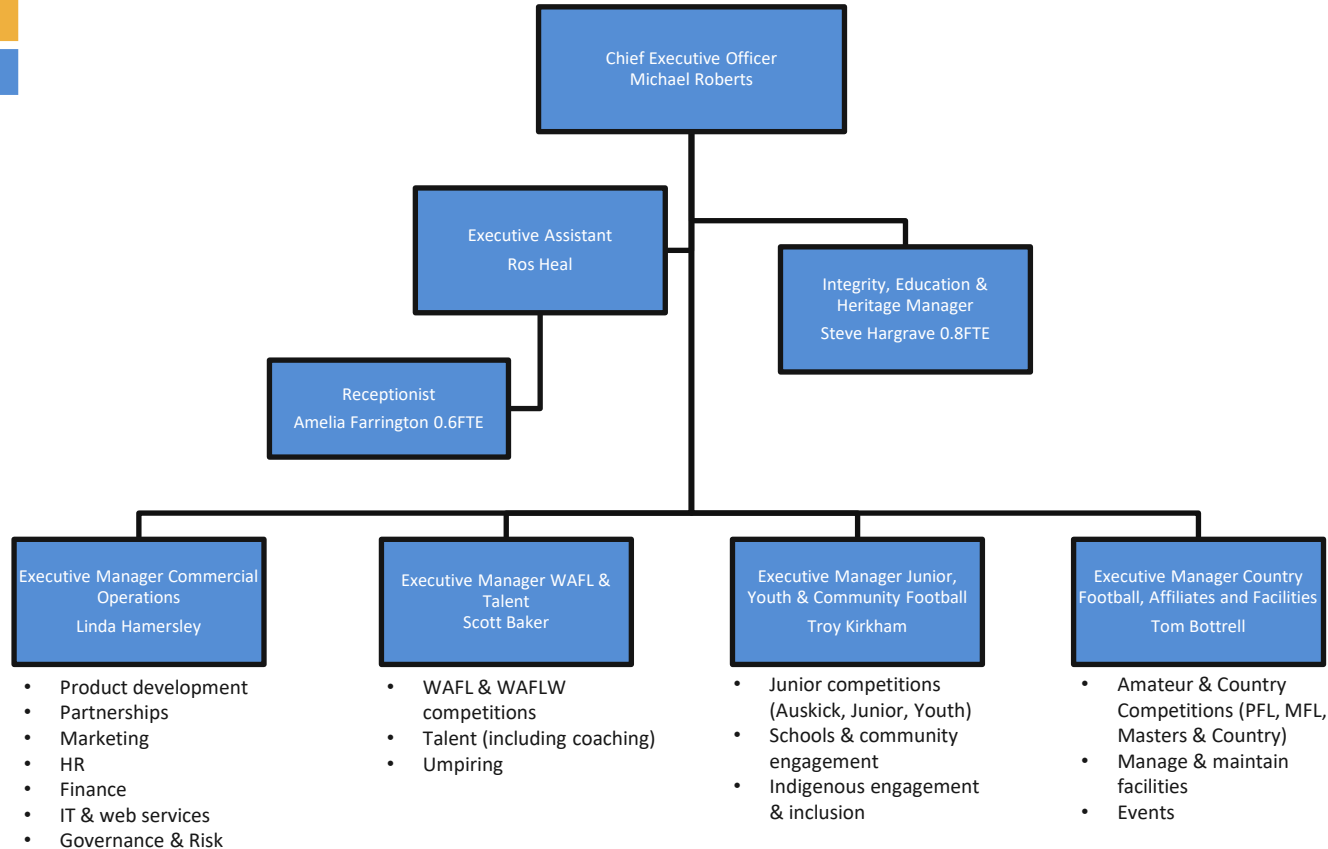 Chief Executive Officer
Michael Roberts
Executive Assistant
Ros Heal
Integrity, Education &
Heritage Manager
Steve Hargrave 0.8FTE
Receptionist
Amelia Farrington 0.6FTE
Executive Manager Commercial
Operations
Linda Hamersley
• Product development
• Partnerships
• Marketing
• HR
• Finance
• IT & web services
• Governance & Risk
Executive Manager WAFL &
Talent
Scott Baker
• WAFL & WAFLW
competitions
• Talent (including coaching)
• Umpiring
Executive Manager Junior,
Youth & Community Football
Troy Kirkham
• Junior competitions
(Auskick, Junior, Youth)
• Schools & community
engagement
• Indigenous engagement
& inclusion
Executive Manager Country
Football, Affiliates and Facilities
Tom Bottrell
• Amateur & Country
Competitions (PFL, MFL,
Masters & Country)
• Manage & maintain
facilities
• Events